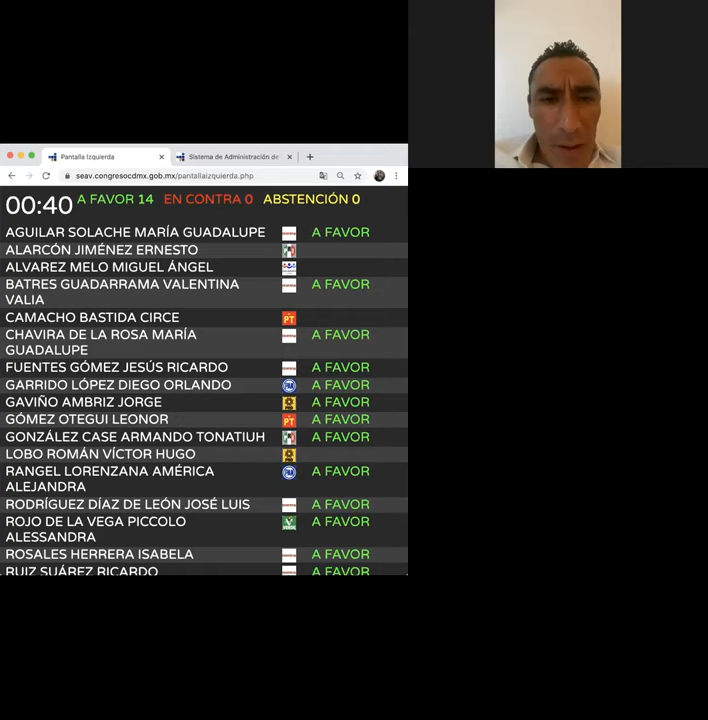 Pantalla Izquierda
Sistema de Administración de
seav.congresocdmx.gob.mx/pantallaizquierda.php
00:40 A FAVOR 14 EN CONTRA 0 ABSTENCIÓN 0
AGUILAR SOLACHE MARÍA GUADALUPE A FAVOR
ALARCÓN JIMÉNEZ ERNESTO
ALVAREZ MELO MIGUEL ÁNGEL
BATRES GUADARRAMA VALENTINA A FAVOR
VALIA
CAMACHO BASTIDA CIRCE PT
CHAVIRA DE LA ROSA MARÍA A FAVOR
GUADALUPE
FUENTES GÓMEZ JESÚS RICARDO A FAVOR
GARRIDO LÓPEZ DIEGO ORLANDO PAN A FAVOR
GAVIÑO AMBRIZ JORGE PRD A FAVOR
GÓMEZ OTEGUI LEONOR PT A FAVOR
GONZÁLEZ CASE ARMANDO TONATIUH A FAVOR
LOBO ROMÁN VÍCTOR HUGO PRD
RANGEL LORENZANA AMÉRICA PAN A FAVOR
ALEJANDRA
RODRÍGUEZ DÍAZ DE LEÓN JOSÉ LUIS A FAVOR
ROJO DE LA VEGA PICCOLO VERDE A FAVOR
ALESSANDRA
ROSALES HERRERA ISABELA A FAVOR
RUIZ SUÁREZ RICARDO A FAVOR